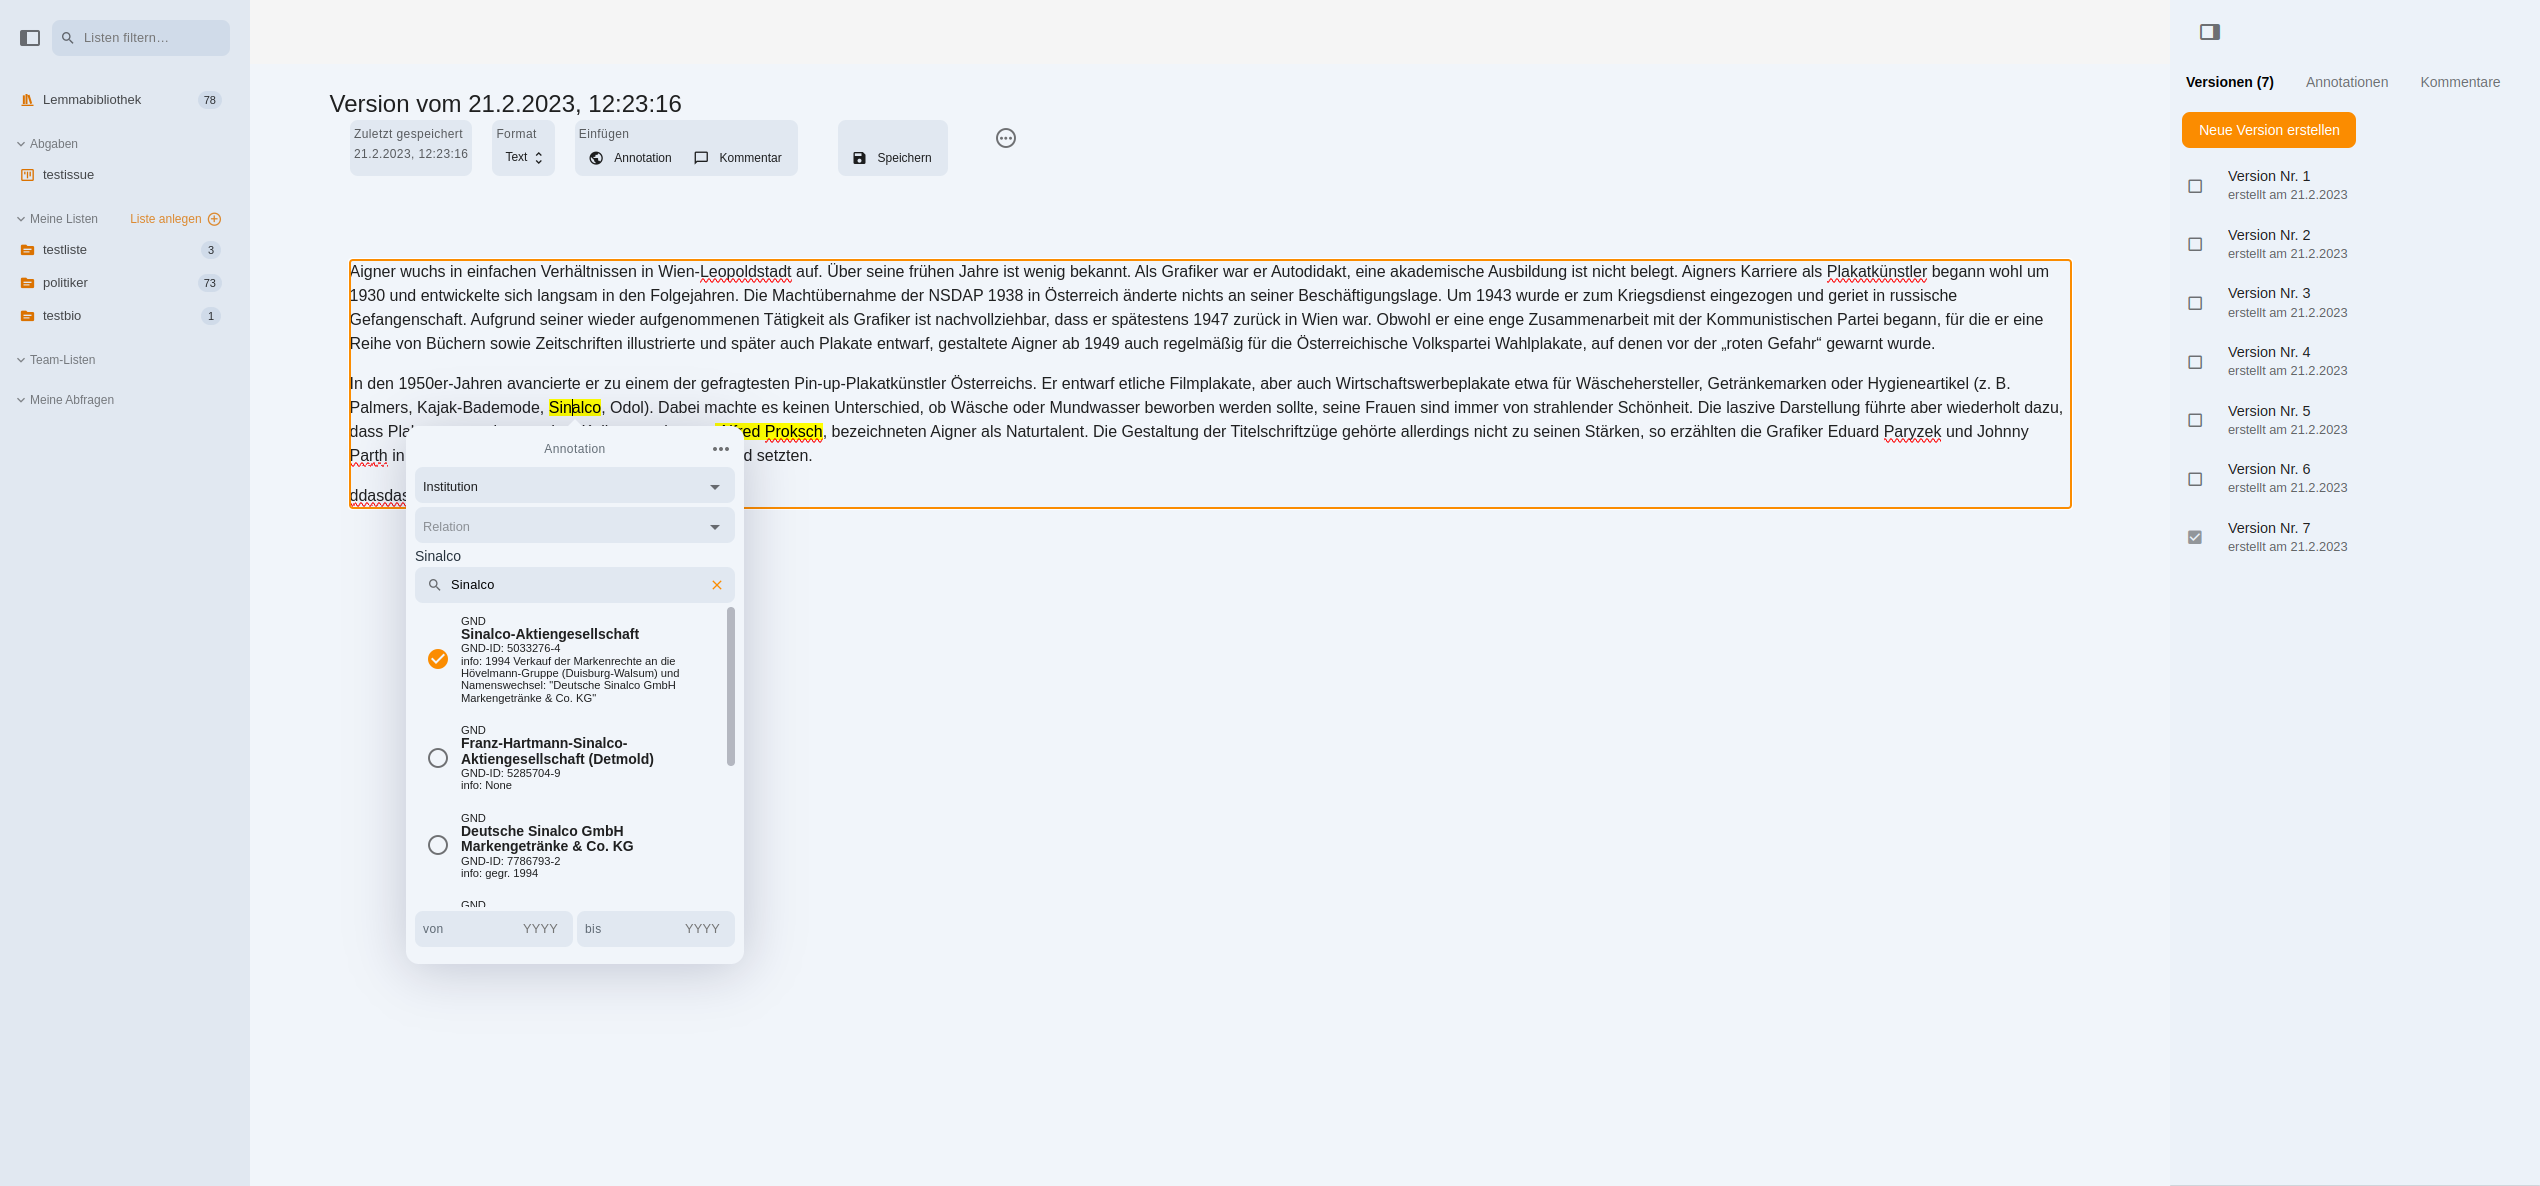 Listen filtern…
Lemmabibliothek 78
Abgaben
testissue
Meine Listen Liste anlegen
testliste 3
politiker 73
testbio 1
Team-Listen
Meine Abfragen
Version vom 21.2.2023, 12:23:16
Zuletzt gespeichert
21.2.2023, 12:23:16
Format
Text
Einfügen
Annotation Kommentar
Speichern
Aigner wuchs in einfachen Verhältnissen in Wien-Leopoldstadt auf. Über seine frühen Jahre ist wenig bekannt. Als Grafiker war er Autodidakt, eine akademische Ausbildung ist nicht belegt. Aigners Karriere als Plakatkünstler begann wohl um
1930 und entwickelte sich langsam in den Folgejahren. Die Machtübernahme der NSDAP 1938 in Österreich änderte nichts an seiner Beschäftigungslage. Um 1943 wurde er zum Kriegsdienst eingezogen und geriet in russische
Gefangenschaft. Aufgrund seiner wieder aufgenommenen Tätigkeit als Grafiker ist nachvollziehbar, dass er spätestens 1947 zurück in Wien war. Obwohl er eine enge Zusammenarbeit mit der Kommunistischen Partei begann, für die er eine
Reihe von Büchern sowie Zeitschriften illustrierte und später auch Plakate entwarf, gestaltete Aigner ab 1949 auch regelmäßig für die Österreichische Volkspartei Wahlplakate, auf denen vor der „roten Gefahr“ gewarnt wurde.
In den 1950er-Jahren avancierte er zu einem der gefragtesten Pin-up-Plakatkünstler Österreichs. Er entwarf etliche Filmplakate, aber auch Wirtschaftswerbeplakate etwa für Wäschehersteller, Getränkemarken oder Hygieneartikel (z. B.
Palmers, Kajak-Bademode, Sinalco, Odol). Dabei machte es keinen Unterschied, ob Wäsche oder Mundwasser beworben werden sollte, seine Frauen sind immer von strahlender Schönheit. Die laszive Darstellung führte aber wiederholt dazu,
dass Proksch, bezeichneten Aigner als Naturtalent. Die Gestaltung der Titelschriftzüge gehörte allerdings nicht zu seinen Stärken, so erzählten die Grafiker Eduard Paryzek und Johnny
Parth in setzten.
ddasdas
Annotation
Institution
Relation
Sinalco
Sinalco
GND
Sinalco-Aktiengesellschaft
GND-ID: 5033276-4
info: 1994 Verkauf der Markenrechte an die
Hövelmann-Gruppe (Duisburg-Walsum) und
Namenswechsel: "Deutsche Sinalco GmbH
Markengetränke & Co. KG"
GND
Franz-Hartmann-Sinalco-
Aktiengesellschaft (Detmold)
GND-ID: 5285704-9
info: None
GND
Deutsche Sinalco GmbH
Markengetränke & Co. KG
GND-ID: 7786793-2
info: gegr. 1994
GND
von YYYY bis YYYY
Versionen (7) Annotationen Kommentare
Neue Version erstellen
Version Nr. 1
erstellt am 21.2.2023
Version Nr. 2
erstellt am 21.2.2023
Version Nr. 3
erstellt am 21.2.2023
Version Nr. 4
erstellt am 21.2.2023
Version Nr. 5
erstellt am 21.2.2023
Version Nr. 6
erstellt am 21.2.2023
Version Nr. 7
erstellt am 21.2.2023